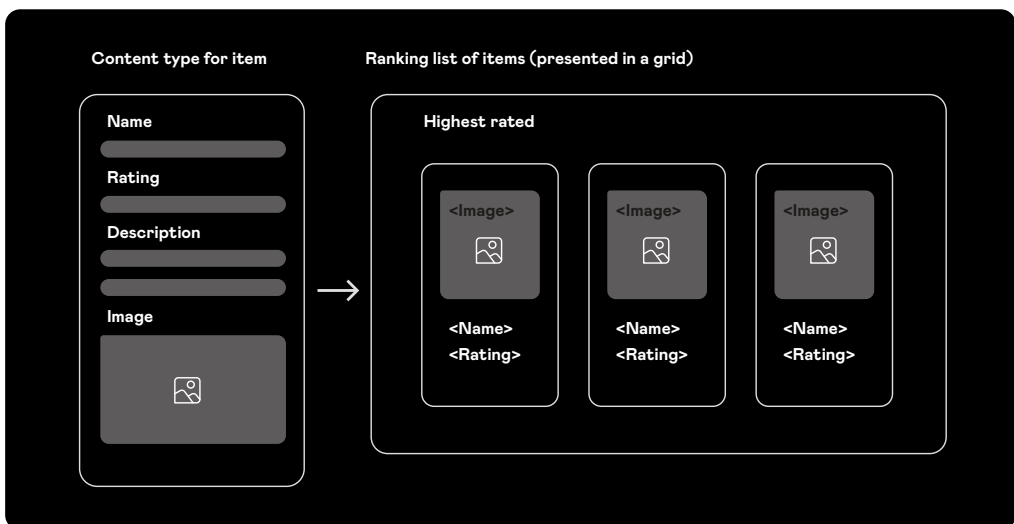 Content type for item
Ranking list of items (presented in a grid)
Name
Rating
Description
Image
Highest rated
<Image>
<Name>
<Rating>
<Image>
<Name>
<Rating>
<Image>
<Name>
<Rating>